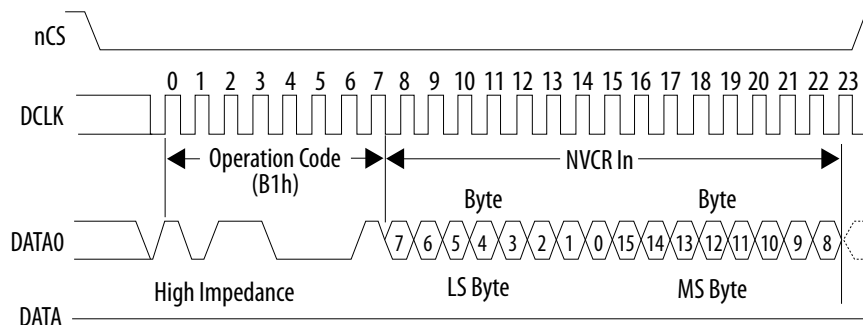 nCS
0 1 2 3 4 5 6 7 8 9 10 11 12 13 14 15 16 17 18 19 20 21 22 23
DCLK
Operation Code
(B1h)
NVCR In
Byte Byte
DATA0 7 6 5 4 3 2 1 0 15 14 13 12 11 10 9 8
High Impedance LS Byte MS Byte
DATA